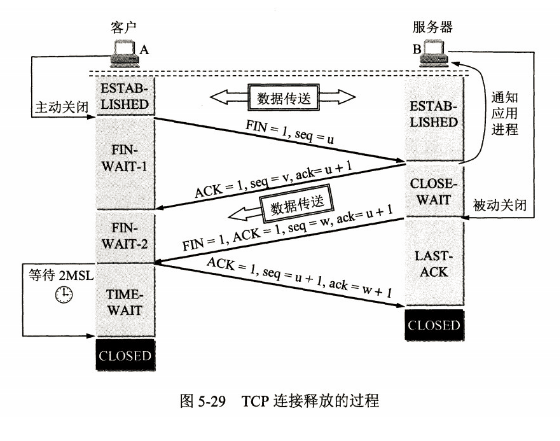 客户
服务器
A
B
ESTAB-
LISHED
数据传送
ESTAB-
LISHED
通知
应用
进程
主动关闭
FIN = 1, seq = u
FIN-
WAIT-1
ACK = 1, seq = v, ack= u + 1
CLOSE-
WAIT
数据传送
被动关闭
FIN = 1, ACK = 1, seq = w, ack= u + 1
FIN-
WAIT-2
LAST-
ACK
ACK = 1, seq = u + 1, ack = w + 1
等待 2MSL
TIME-
WAIT
CLOSED
CLOSED
图 5-29 TCP 连接释放的过程